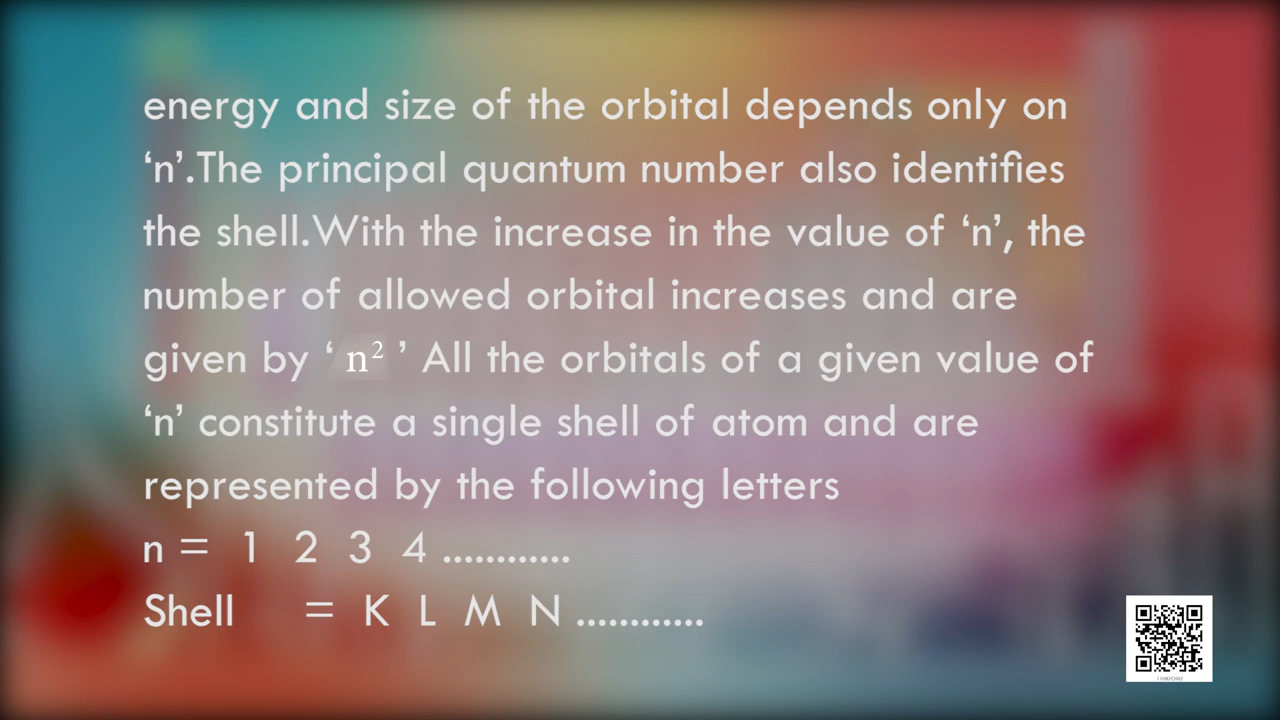 energy and size of the orbital depends only on
‘n’.The principal quantum number also identifies
the shell.With the increase in the value of ‘n’, the
number of allowed orbital increases and are
given by ‘ n² ’ All the orbitals of a given value of
‘n’ constitute a single shell of atom and are
represented by the following letters
n = 1 2 3 4 ............
Shell = K L M N ............